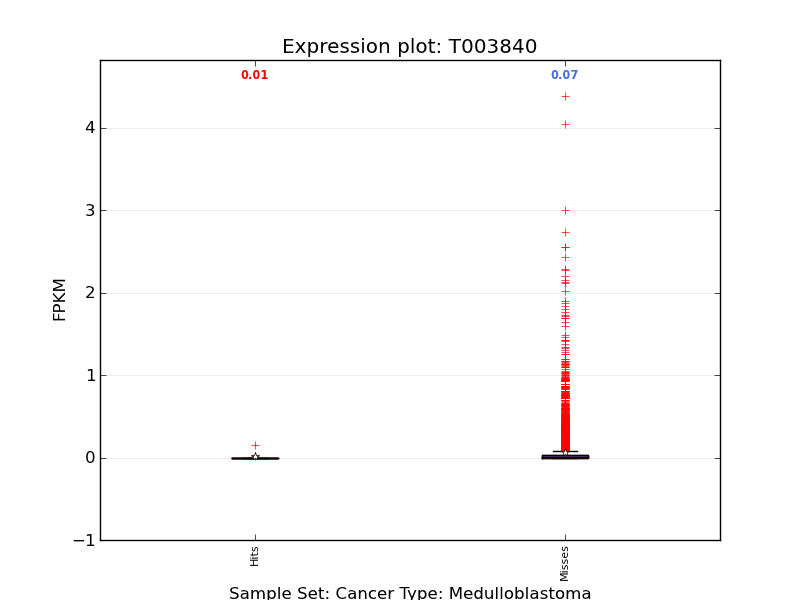 Expression plot: T003840
0.01 0.07
4
3
2
1
0
−1
FPKM
Hits Misses
Sample Set: Cancer Type: Medulloblastoma